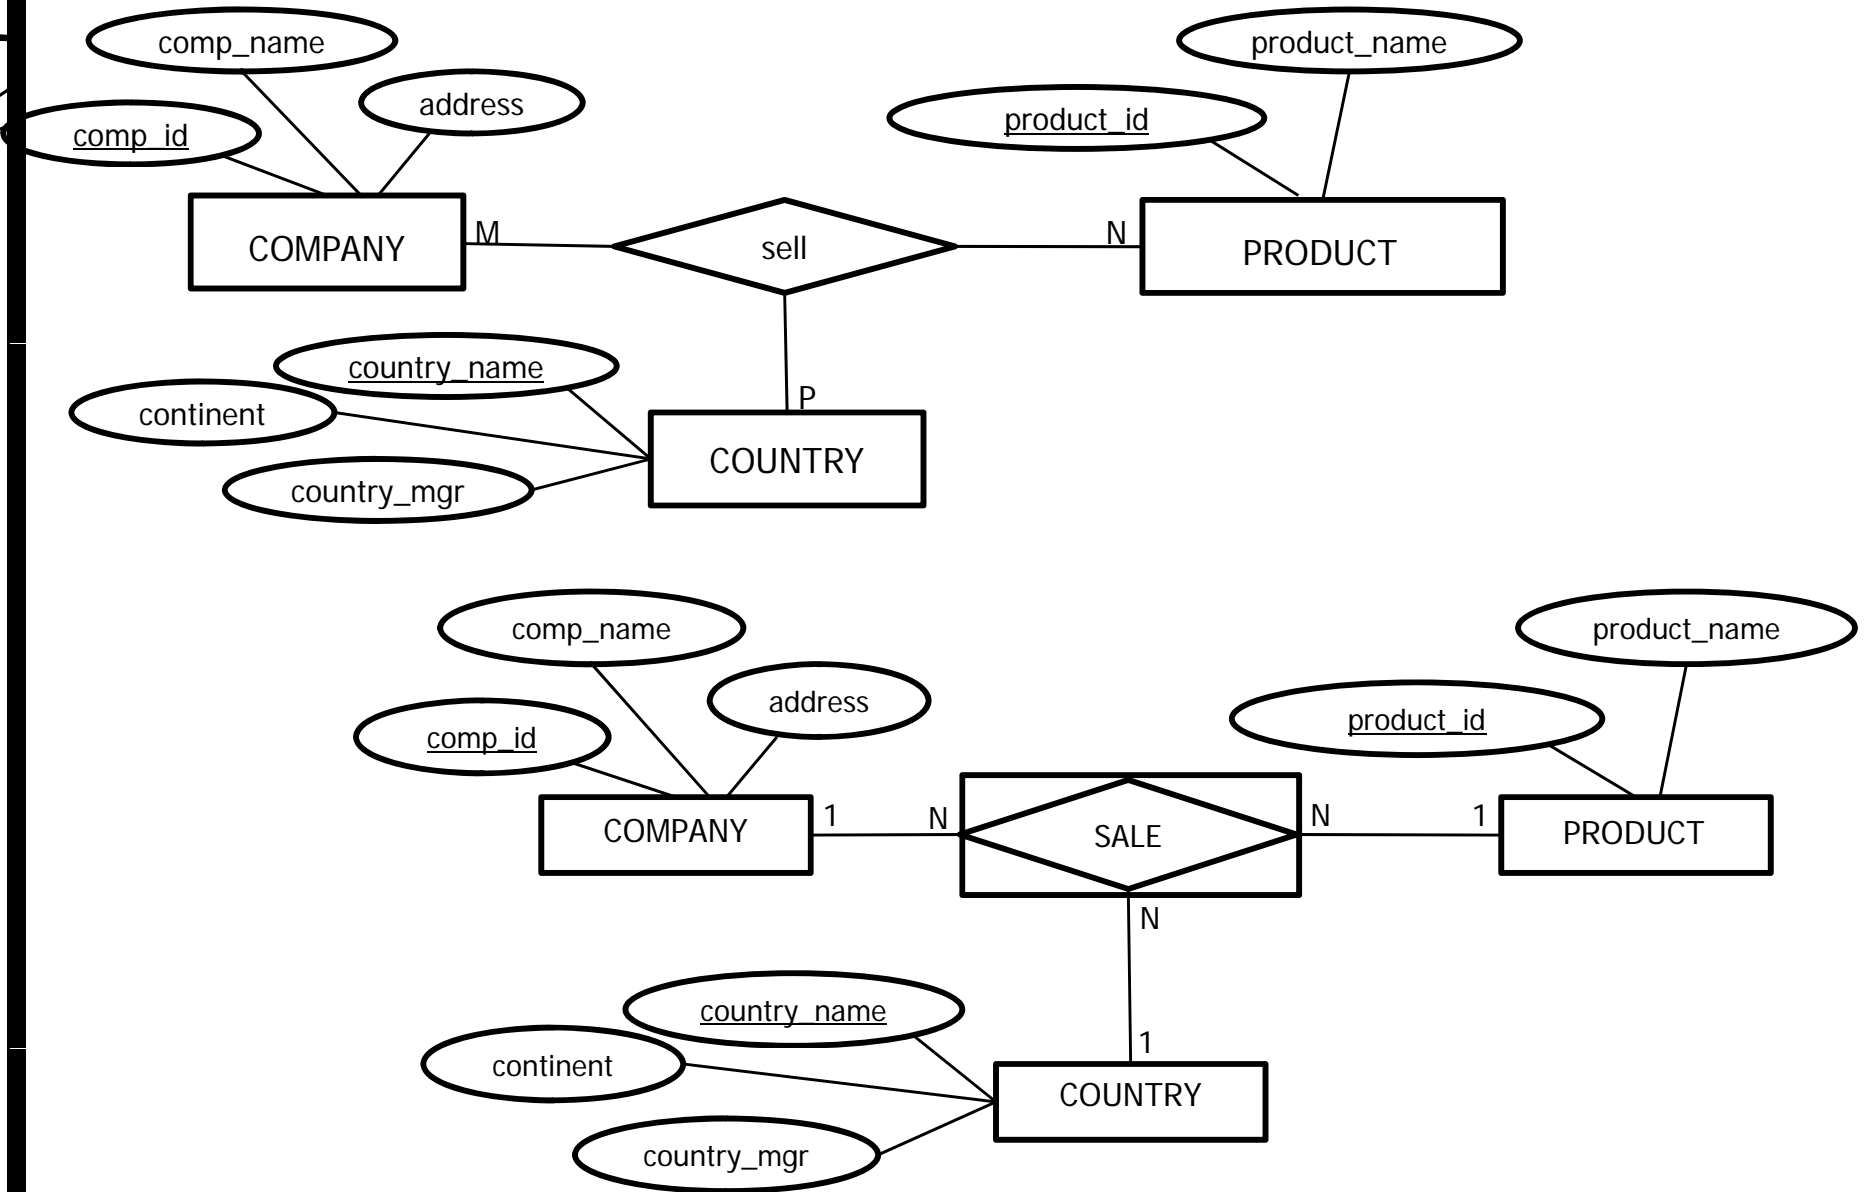 comp_name
product_name
address
product_id
comp_id
M
N
COMPANY
sell
PRODUCT
country_name
P
continent
COUNTRY
country_mgr
comp_name
product_name
address
product_id
comp_id
1
N
N
1
COMPANY
SALE
PRODUCT
N
country_name
1
continent
COUNTRY
country_mgr